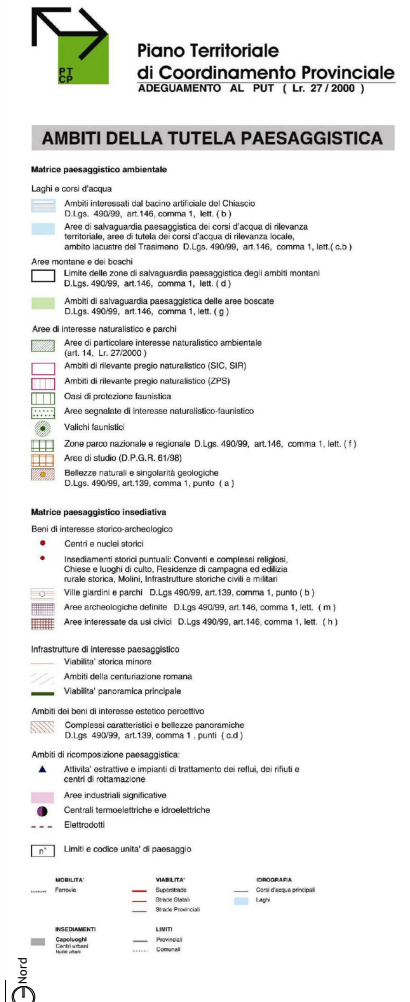 PT
CP
Piano Territoriale
di Coordinamento Provinciale
ADEGUAMENTO AL PUT ( Lr. 27 / 2000 )
AMBITI DELLA TUTELA PAESAGGISTICA
Matrice paesaggistico ambientale
Laghi e corsi d'acqua
Ambiti interessati dal bacino artificiale del Chiascio
D.Lgs. 490/99, art.146, comma 1, lett. ( b )
Aree di salvaguardia paesaggistica dei corsi d'acqua di rilevanza
territoriale, aree di tutela dei corsi d'acqua di rilevanza locale,
ambito lacustre del Trasimeno D.Lgs. 490/99, art.146, comma 1, lett.( c.b )
Aree montane e dei boschi
Limite delle zone di salvaguardia paesaggistica degli ambiti montani
D.Lgs. 490/99, art.146, comma 1, lett. ( d )
Ambiti di salvaguardia paesaggistica delle aree boscate
D.Lgs. 490/99, art.146, comma 1, lett. ( g )
Aree di interesse naturalistico e parchi
Aree di particolare interesse naturalistico ambientale
(art. 14, Lr. 27/2000 )
Ambiti di rilevante pregio naturalistico (SIC, SIR)
Ambiti di rilevante pregio naturalistico (ZPS)
Oasi di protezione faunistica
Aree segnalate di interesse naturalistico-faunistico
Valichi faunistici
Zone parco nazionale e regionale D.Lgs. 490/99, art.146, comma 1, lett. ( f )
Aree di studio (D.P.G.R. 61/98)
Bellezze naturali e singolarità geologiche
D.Lgs. 490/99, art.139, comma 1, punto ( a )
Matrice paesaggistico insediativa
Beni di interesse storico-archeologico
Centri e nuclei storici
Insediamenti storici puntuali: Conventi e complessi religiosi,
Chiese e luoghi di culto, Residenze di campagna ed edilizia
rurale storica, Molini, Infrastrutture storiche civili e militari
Ville giardini e parchi D.Lgs 490/99, art.139, comma 1, punto ( b )
Aree archeologiche definite D.Lgs 490/99, art.146, comma 1, lett. ( m )
Aree interessate da usi civici D.Lgs 490/99, art.146, comma 1, lett. ( h )
Infrastrutture di interesse paesaggistico
Viabilita' storica minore
Ambiti della centuriazione romana
Viabilita' panoramica principale
Ambiti dei beni di interesse estetico percettivo
Complessi caratteristici e bellezze panoramiche
D.Lgs 490/99, art.139, comma 1 , punti ( c.d )
Ambiti di ricomposizione paesaggistica:
Attivita' estrattive e impianti di trattamento dei reflui, dei rifiuti e
centri di rottamazione
Aree industriali significative
Centrali termoelettriche e idroelettriche
Elettrodotti
n° Limiti e codice unita' di paesaggio
MOBILITA'
Ferrovie
VIABILITA'
Superstrade
Strade Statali
Strade Provinciali
IDROGRAFIA
Corsi d'acqua principali
Laghi
INSEDIAMENTI
Capoluoghi
Centri urbani
Nuclei urbani
LIMITI
Provinciali
Comunali
Nord